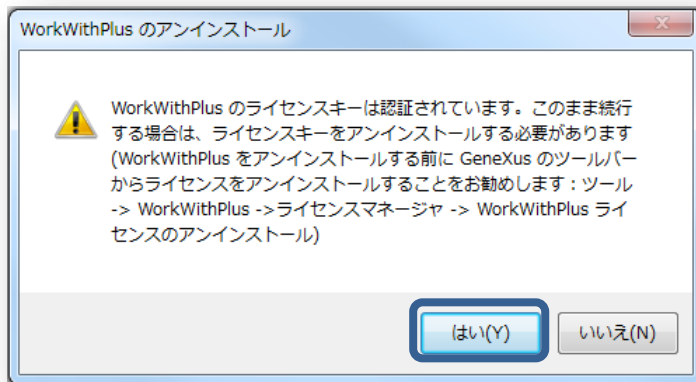 WorkWithPlus のアンインストール
WorkWithPlus のライセンスキーは認証されています。このまま続行
する場合は、ライセンスキーをアンインストールする必要があります
(WorkWithPlus をアンインストールする前に GeneXus のツールバー
からライセンスをアンインストールすることをお勧めします：ツール
-> WorkWithPlus ->ライセンスマネージャ -> WorkWithPlus ライ
センスのアンインストール)
はい(Y)
いいえ(N)